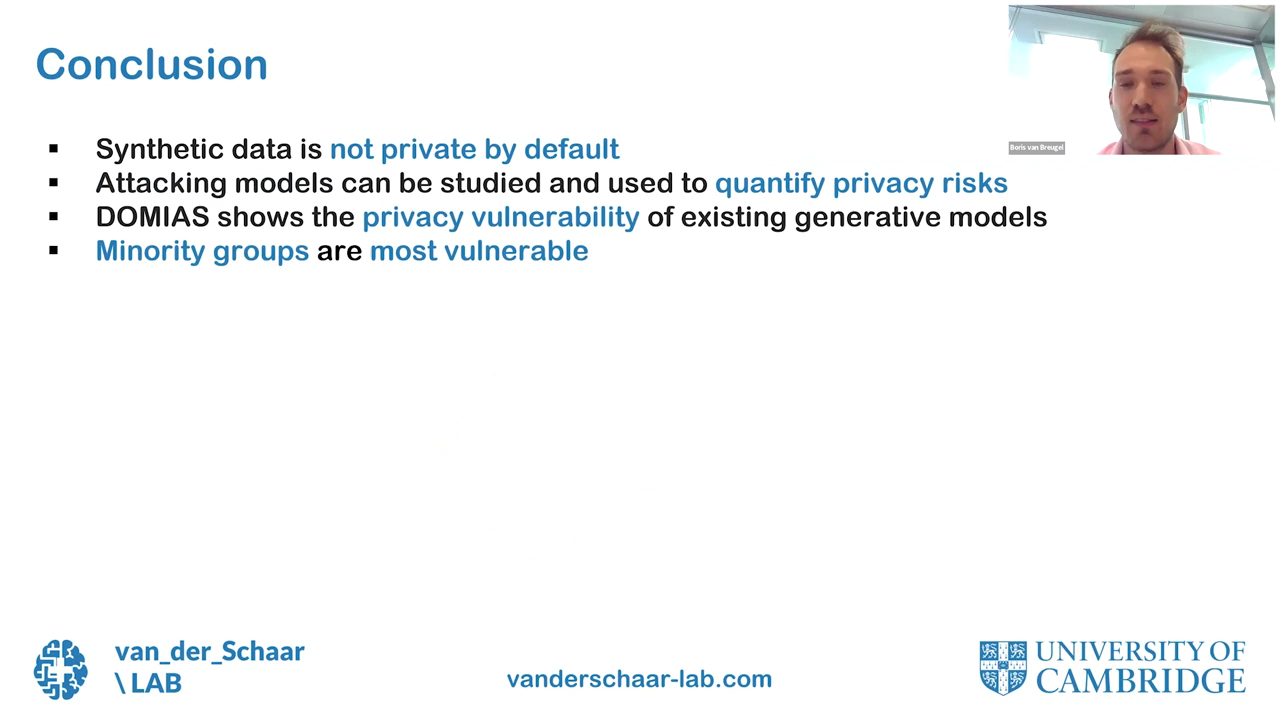 Conclusion
Boris van Breugel
▪ Synthetic data is not private by default
▪ Attacking models can be studied and used to quantify privacy risks
▪ DOMIAS shows the privacy vulnerability of existing generative models
▪ Minority groups are most vulnerable
van_der_Schaar
\ LAB
vanderschaar-lab.com
UNIVERSITY OF
CAMBRIDGE